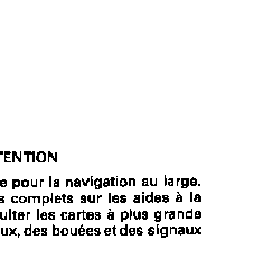 TENTION
e pour la navigation au large.
s complets sur les aides à la
ulter les cartes à plus grande
ux, des bouées et des signaux